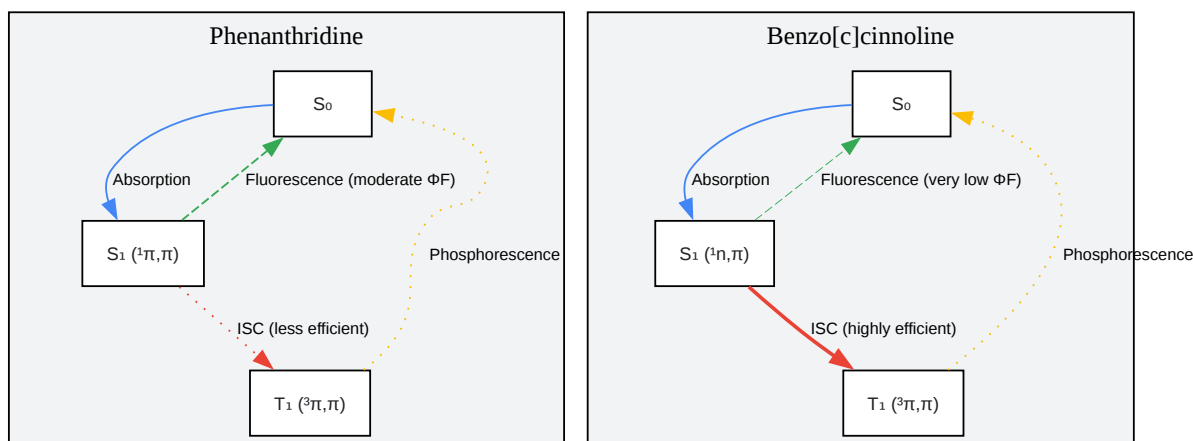 Phenanthridine
S₀
Absorption
Fluorescence (moderate ΦF)
S₁ (¹π,π)
Phosphorescence
ISC (less efficient)
T₁ (³π,π)
Benzo[c]cinnoline
S₀
Absorption
Fluorescence (very low ΦF)
S₁ (¹n,π)
Phosphorescence
ISC (highly efficient)
T₁ (³π,π)